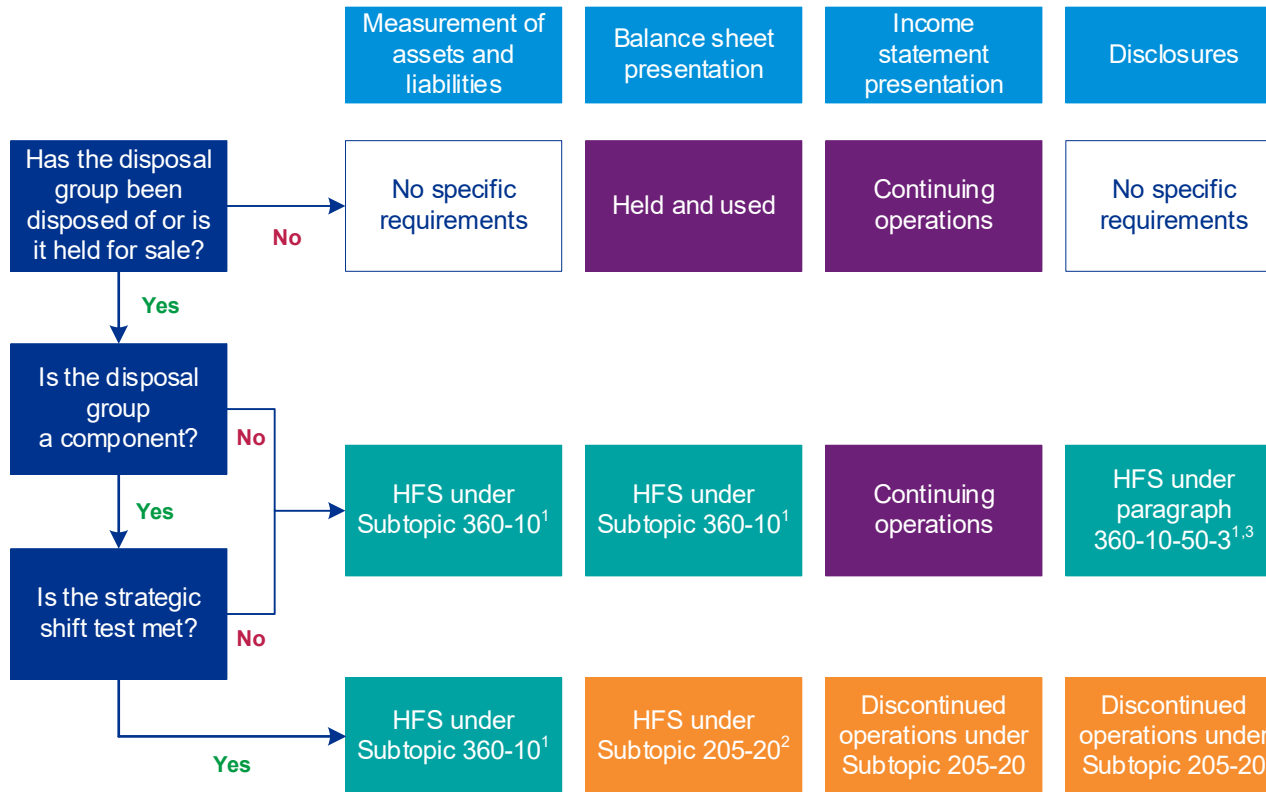 Measurement of
assets and
liabilities
Balance sheet
presentation
Income
statement
presentation
Disclosures
Has the disposal
group been
disposed of or is
it held for sale?
No
No specific
requirements
Held and used
Continuing
operations
No specific
requirements
Yes
Is the disposal
group
a component?
No
Yes
HFS under
Subtopic 360-10¹
HFS under
Subtopic 360-10¹
Continuing
operations
HFS under
paragraph
360-10-50-3¹,³
Is the strategic
shift test met?
No
Yes
HFS under
Subtopic 360-10¹
HFS under
Subtopic 205-20²
Discontinued
operations under
Subtopic 205-20
Discontinued
operations under
Subtopic 205-20